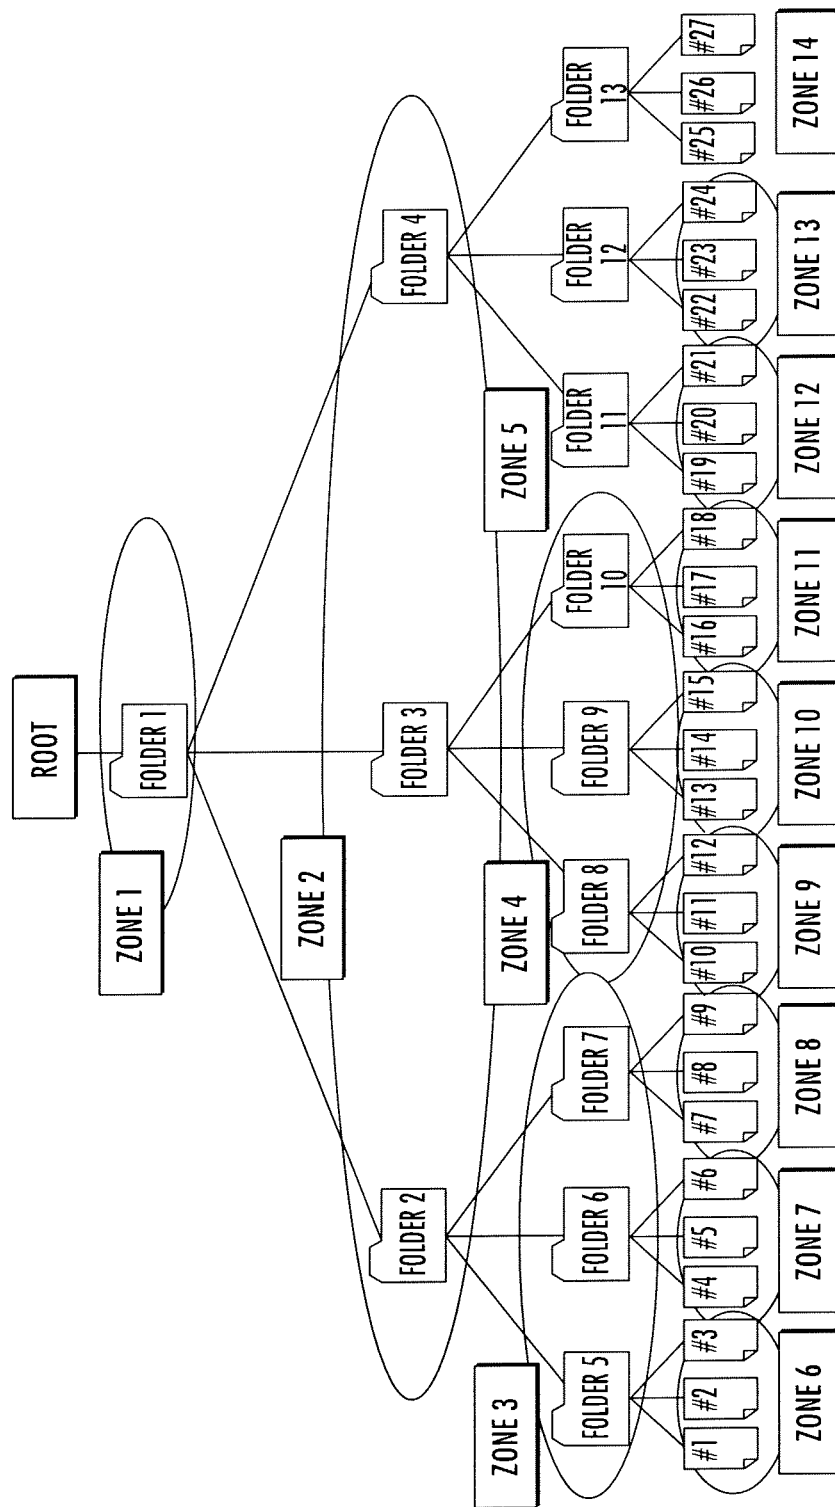 ROOT
ZONE 1
FOLDER 1
ZONE 2
FOLDER 2
FOLDER 3
FOLDER 4
ZONE 3
ZONE 4
ZONE 5
FOLDER 5
FOLDER 6
FOLDER 7
FOLDER 8
FOLDER 9
FOLDER
10
FOLDER
11
FOLDER
12
FOLDER
13
#1
#2
#3
#4
#5
#6
#7
#8
#9
#10
#11
#12
#13
#14
#15
#16
#17
#18
#19
#20
#21
#22
#23
#24
#25
#26
#27
ZONE 6
ZONE 7
ZONE 8
ZONE 9
ZONE 10
ZONE 11
ZONE 12
ZONE 13
ZONE 14